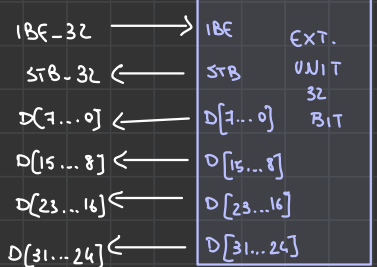 IBE_32
STB_32
D[7...0]
D[15...8]
D[23...16]
D[31...24]
IBE
STB
D[7...0]
D[15...8]
D[23...16]
D[31...24]
EXT.
UNIT
32
BIT